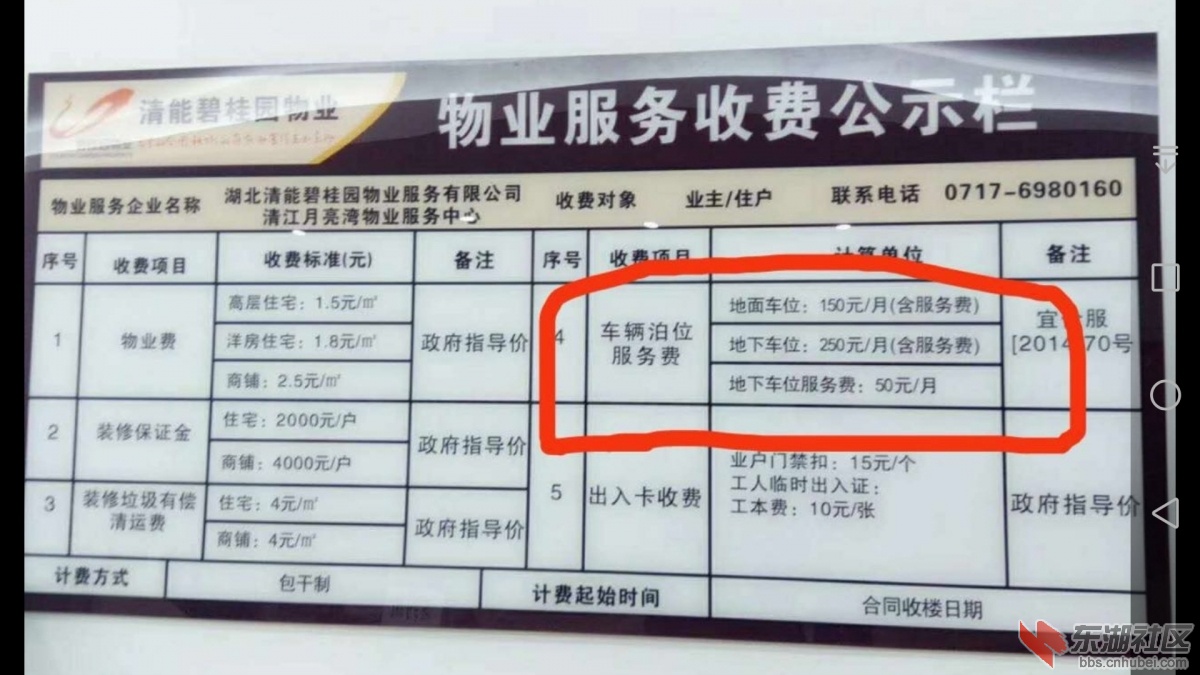 清能碧桂园物业
物业服务收费公示栏
物业服务企业名称
湖北清能碧桂园物业服务有限公司
清江月亮湾物业服务中心
收费对象
业主/住户
联系电话
0717-6980160
序号
收费项目
收费标准(元)
备注
序号
收费项目
计算单位
备注
1
物业费
高层住宅：1.5元/㎡
洋房住宅：1.8元/㎡
商铺：2.5元/㎡
政府指导价
2
装修保证金
住宅：2000元/户
商铺：4000元/户
政府指导价
3
装修垃圾有偿
清运费
住宅：4元/㎡
商铺：4元/㎡
政府指导价
4
车辆泊位
服务费
地面车位：150元/月(含服务费)
地下车位：250元/月(含服务费)
地下车位服务费：50元/月
宜 服
[2014 70号
5
出入卡收费
业户门禁扣：15元/个
工人临时出入证：
工本费：10元/张
政府指导价
计费方式
包干制
计费起始时间
合同收楼日期
东湖社区
bbs.cnhubei.com